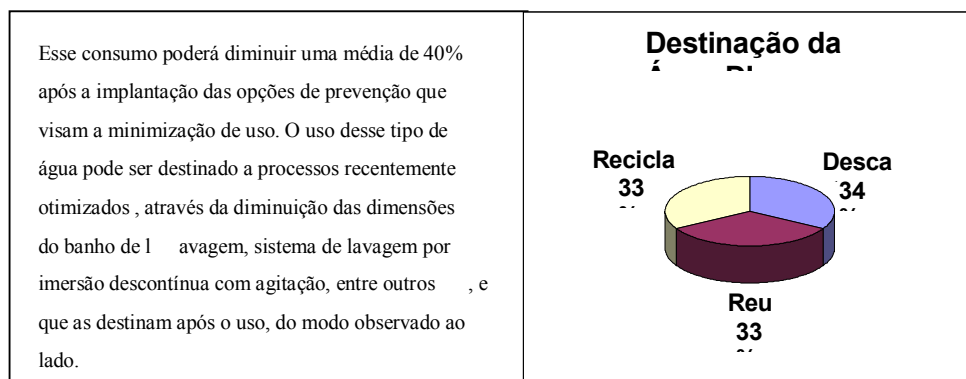 Esse consumo poderá diminuir uma média de 40%
após a implantação das opções de prevenção que
visam a minimização de uso. O uso desse tipo de
água pode ser destinado a processos recentemente
otimizados , através da diminuição das dimensões
do banho de l avagem, sistema de lavagem por
imersão descontínua com agitação, entre outros , e
que as destinam após o uso, do modo observado ao
lado.
Destinação da
Recicla
33
%
Desca
34
%
Reu
33
%